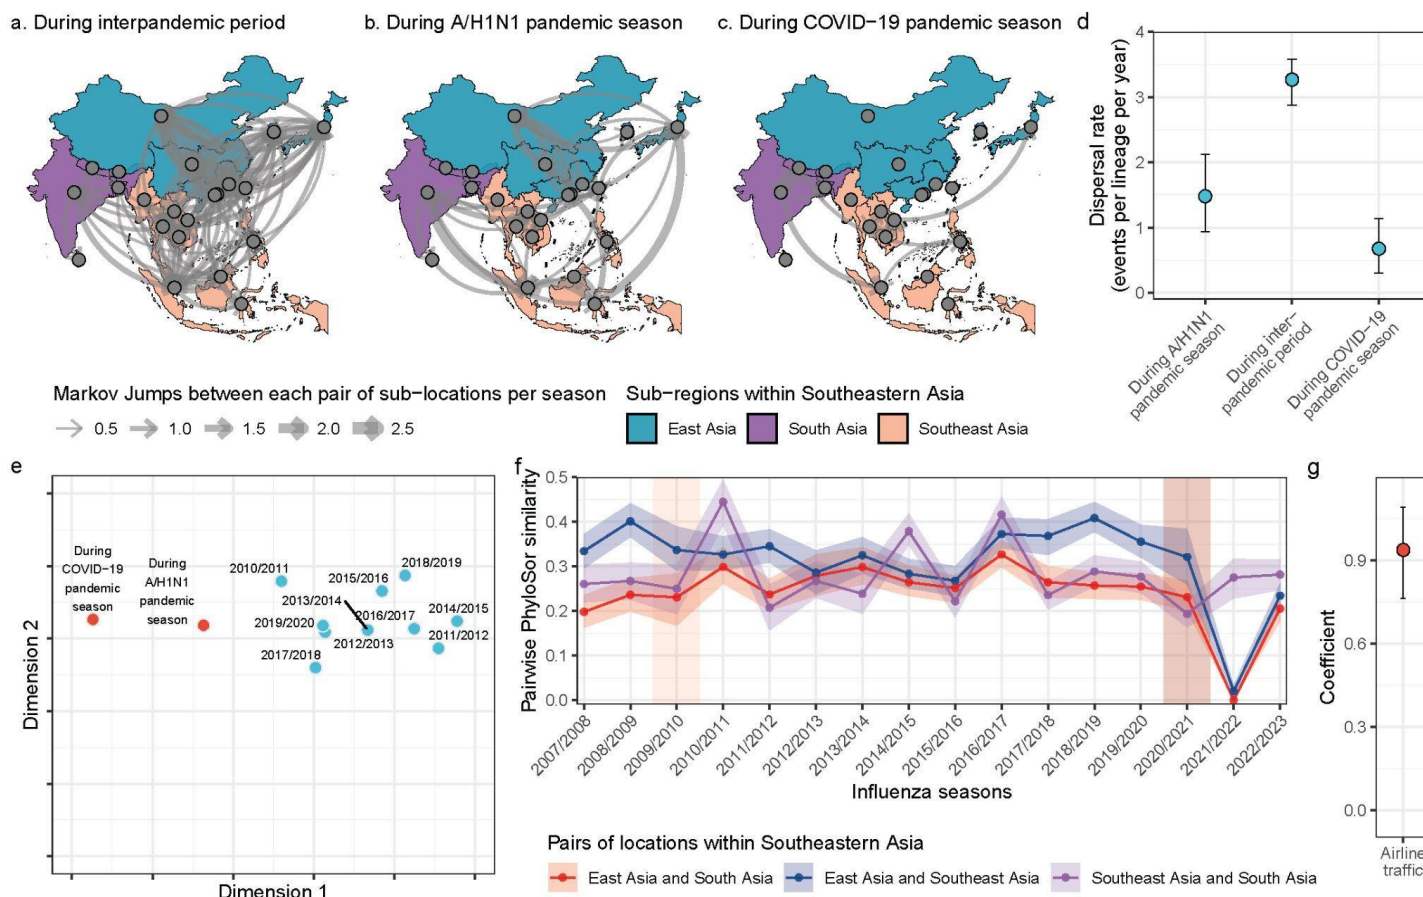 a. During interpandemic period
b. During A/H1N1 pandemic season
c. During COVID−19 pandemic season
Markov Jumps between each pair of sub−locations per season
0.5 1.0 1.5 2.0 2.5
Sub−regions within Southeastern Asia
East Asia South Asia Southeast Asia
d
Dispersal rate
(events per lineage per year)
4
3
2
1
0
During A/H1N1
pandemic season
During inter−
pandemic period
During COVID−19
pandemic season
e
Dimension 2
During
COVID−19
pandemic
season
During
A/H1N1
pandemic
season
2010/2011
2018/2019
2015/2016
2013/2014
2016/2017
2014/2015
2019/2020
2012/2013
2011/2012
2017/2018
Dimension 1
f
Pairwise PhyloSor similarity
0.5
0.4
0.3
0.2
0.1
0.0
2007/2008
2008/2009
2009/2010
2010/2011
2011/2012
2012/2013
2013/2014
2014/2015
2015/2016
2016/2017
2017/2018
2018/2019
2019/2020
2020/2021
2021/2022
2022/2023
Influenza seasons
Pairs of locations within Southeastern Asia
East Asia and South Asia East Asia and Southeast Asia Southeast Asia and South Asia
g
Coefficient
0.9
0.6
0.3
0.0
Airline
traffic